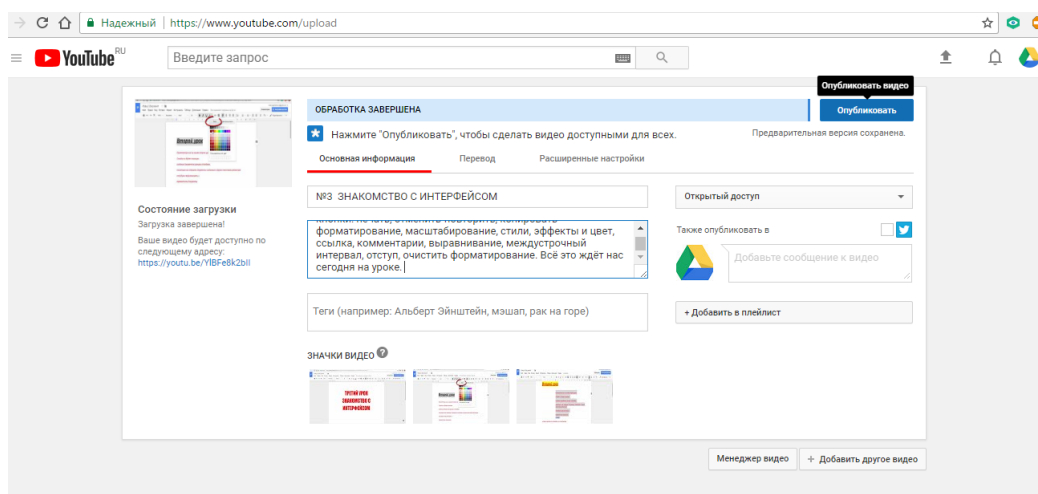 Надежный https://www.youtube.com/upload
YouTube RU
Введите запрос
Опубликовать видео
ОБРАБОТКА ЗАВЕРШЕНА
Опубликовать
Нажмите "Опубликовать", чтобы сделать видео доступными для всех.
Предварительная версия сохранена.
Основная информация Перевод Расширенные настройки
№3 ЗНАКОМСТВО С ИНТЕРФЕЙСОМ
Открытый доступ
Состояние загрузки
Загрузка завершена!
Ваше видео будет доступно по
следующему адресу:
https://youtu.be/YlBFe8k2bII
форматирование, масштабирование, стили, эффекты и цвет,
ссылка, комментарии, выравнивание, междустрочный
интервал, отступ, очистить форматирование. Всё это ждёт нас
сегодня на уроке.
Также опубликовать в
Добавьте сообщение к видео
Теги (например: Альберт Эйнштейн, мэшап, рак на горе)
+ Добавить в плейлист
ЗНАЧКИ ВИДЕО ?
ТРЕТИЙ УРОК
ЗНАКОМСТВО С
ИНТЕРФЕЙСОМ
Менеджер видео + Добавить другое видео